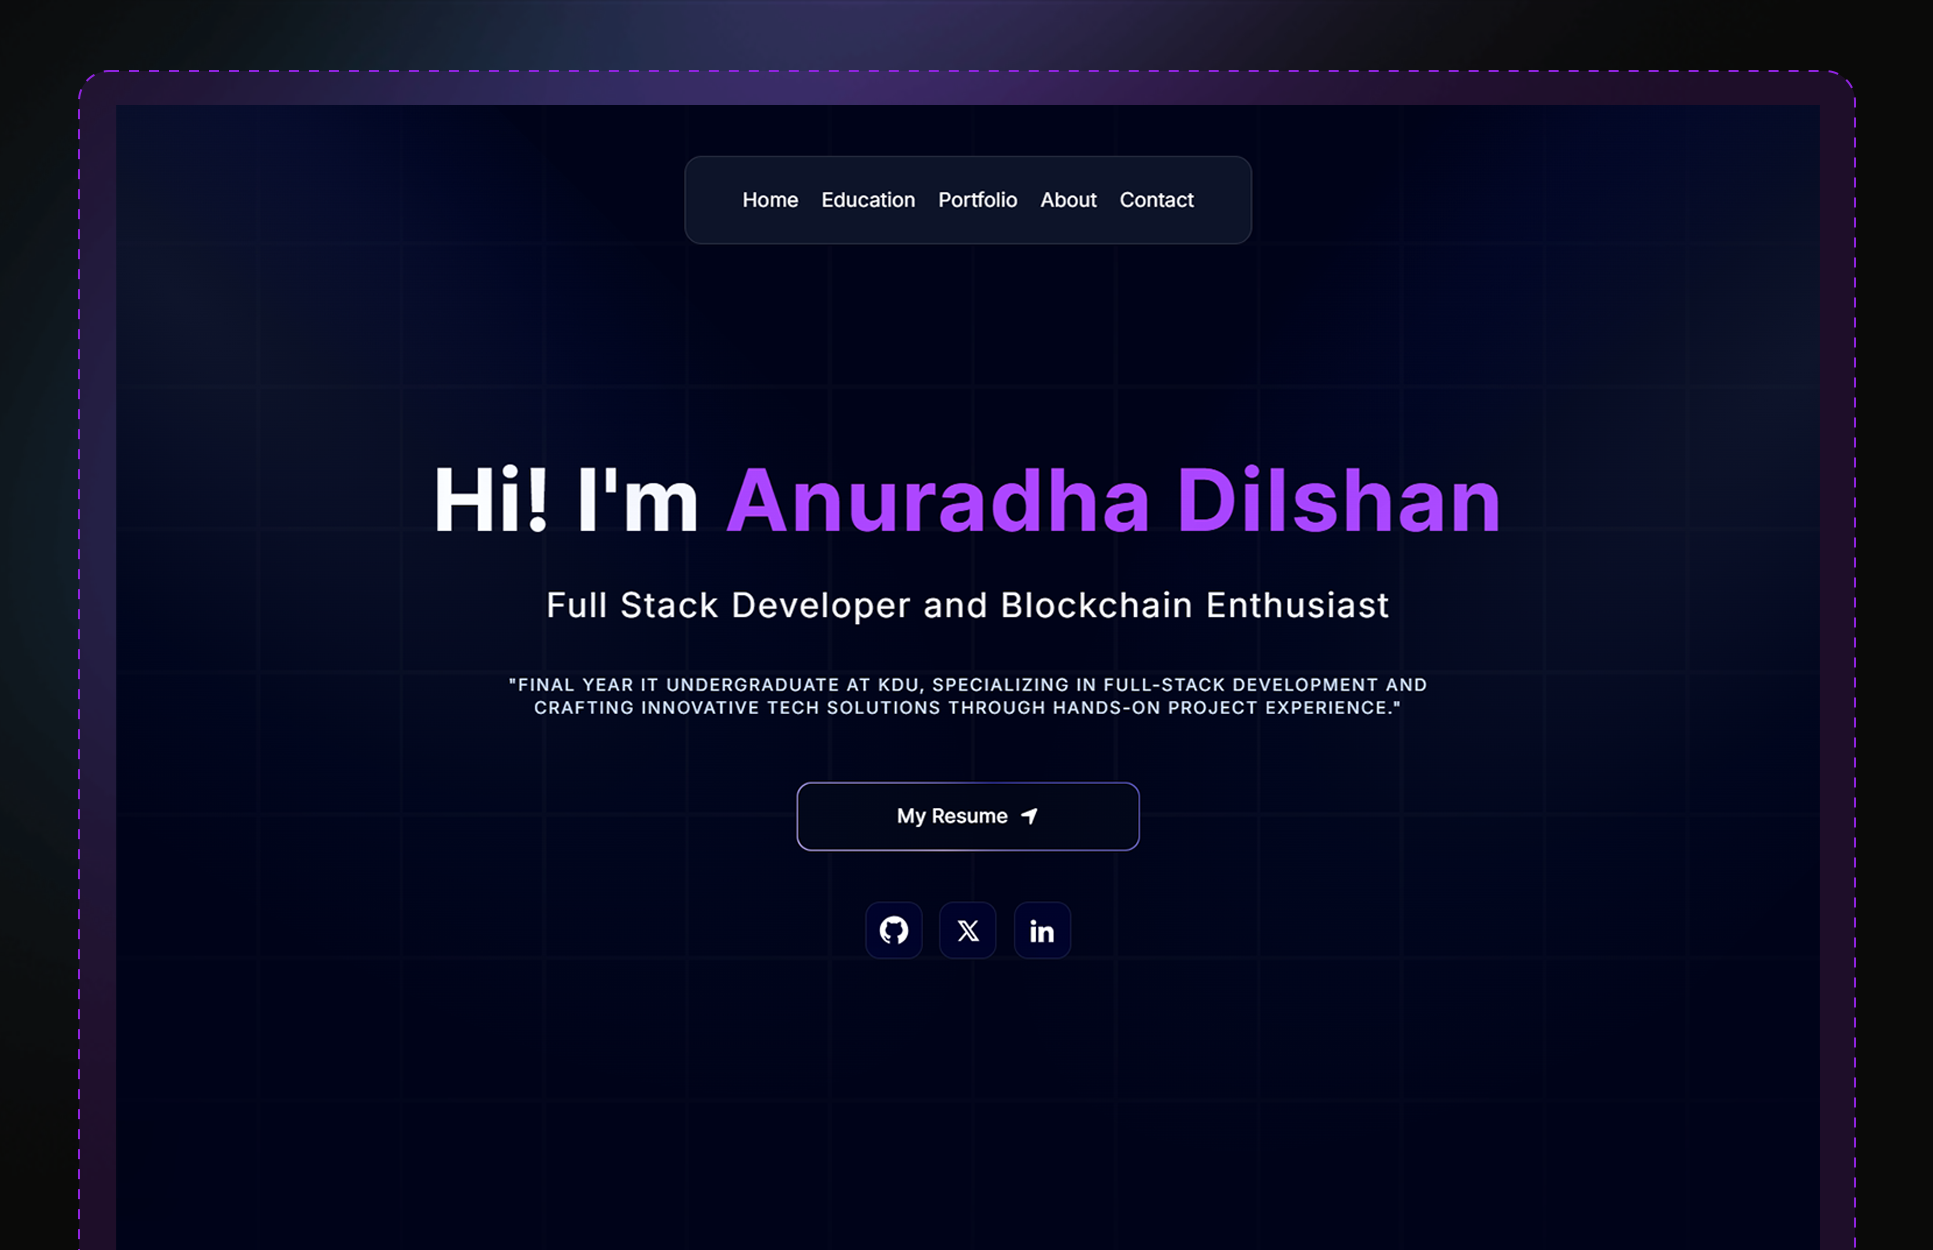 Home Education Portfolio About Contact
Hi! I'm Anuradha Dilshan
Full Stack Developer and Blockchain Enthusiast
"FINAL YEAR IT UNDERGRADUATE AT KDU, SPECIALIZING IN FULL-STACK DEVELOPMENT AND
CRAFTING INNOVATIVE TECH SOLUTIONS THROUGH HANDS-ON PROJECT EXPERIENCE."
My Resume
𝕏 in